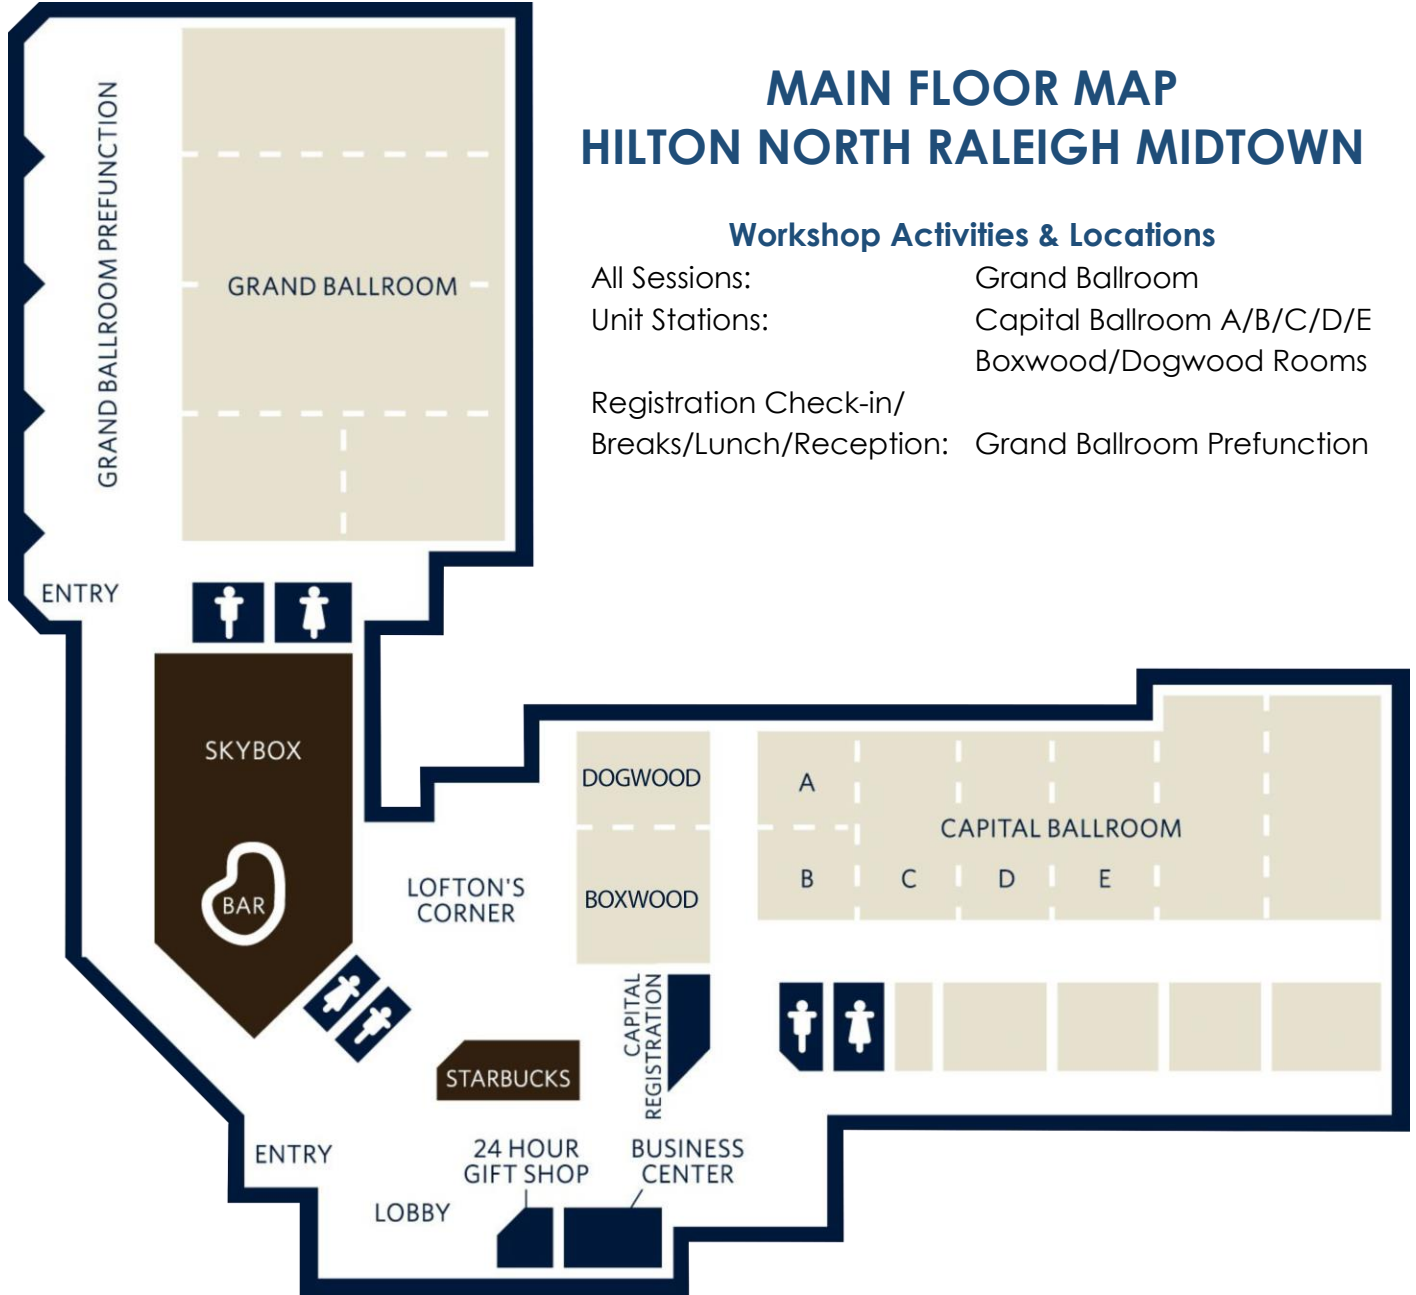 MAIN FLOOR MAP
HILTON NORTH RALEIGH MIDTOWN
Workshop Activities & Locations
All Sessions: Grand Ballroom
Unit Stations: Capital Ballroom A/B/C/D/E
Boxwood/Dogwood Rooms
Registration Check-in/
Breaks/Lunch/Reception: Grand Ballroom Prefunction
GRAND BALLROOM PREFUNCTION
GRAND BALLROOM
ENTRY
SKYBOX
BAR
LOFTON'S
CORNER
DOGWOOD
BOXWOOD
A
B
C
D
E
CAPITAL BALLROOM
CAPITAL
REGISTRATION
STARBUCKS
ENTRY
24 HOUR
GIFT SHOP
BUSINESS
CENTER
LOBBY